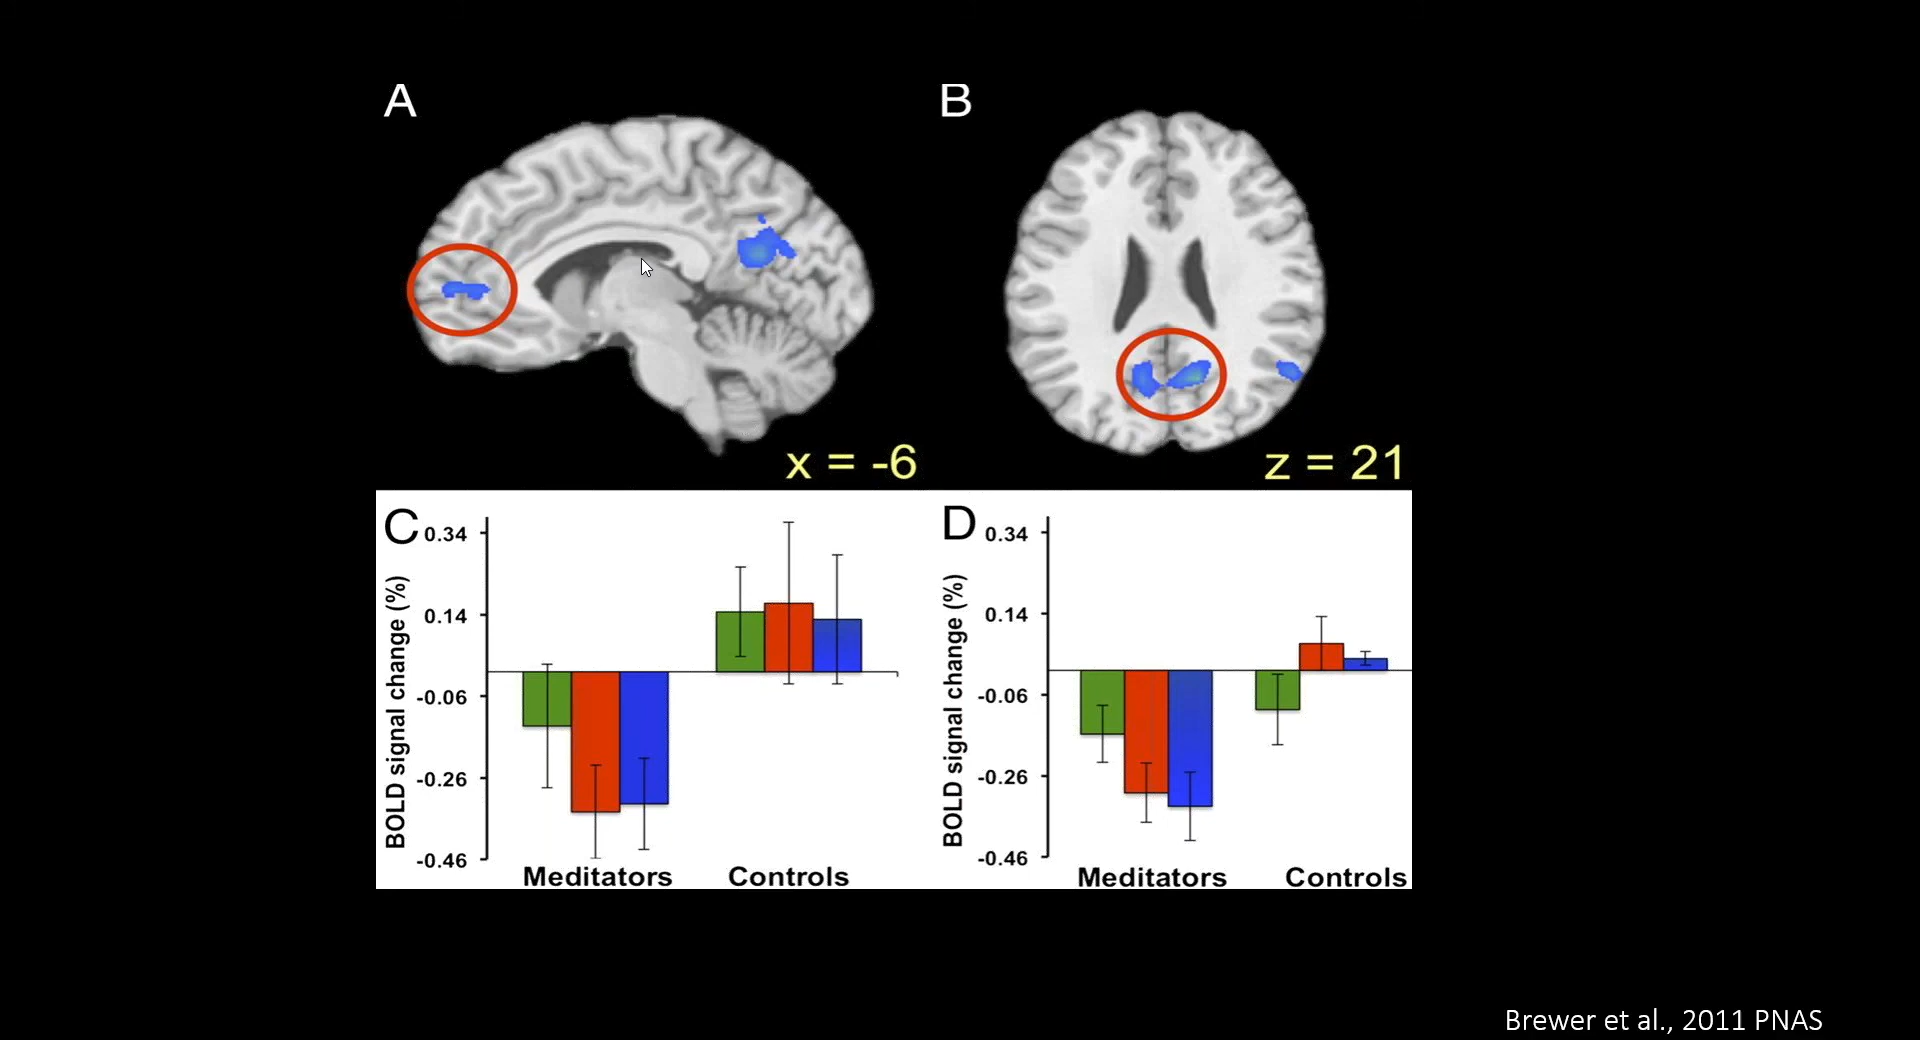 A
B
x = -6
z = 21
C
BOLD signal change (%)
0.34
0.14
-0.06
-0.26
-0.46
Meditators
Controls
D
BOLD signal change (%)
0.34
0.14
-0.06
-0.26
-0.46
Meditators
Controls
Brewer et al., 2011 PNAS